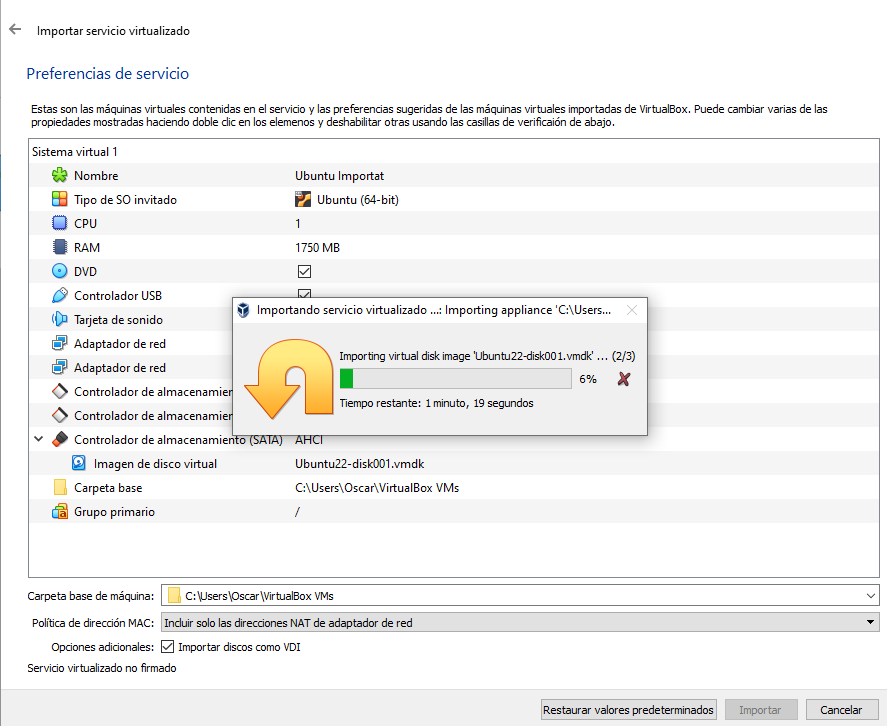 Importar servicio virtualizado
Preferencias de servicio
Estas son las máquinas virtuales contenidas en el servicio y las preferencias sugeridas de las máquinas virtuales importadas de VirtualBox. Puede cambiar varias de las
propiedades mostradas haciendo doble clic en los elemenos y deshabilitar otras usando las casillas de verificaión de abajo.
Sistema virtual 1
Nombre Ubuntu Importat
Tipo de SO invitado Ubuntu (64-bit)
CPU 1
RAM 1750 MB
DVD
Controlador USB
Tarjeta de sonido
Adaptador de red
Adaptador de red
Controlador de almacenamien
Controlador de almacenamien
Controlador de almacenamiento (SATA) AHCI
Imagen de disco virtual Ubuntu22-disk001.vmdk
Carpeta base C:\Users\Oscar\VirtualBox VMs
Grupo primario /
Importando servicio virtualizado ...: Importing appliance 'C:\Users...
Importing virtual disk image 'Ubuntu22-disk001.vmdk' ... (2/3)
6%
Tiempo restante: 1 minuto, 19 segundos
Carpeta base de máquina: C:\Users\Oscar\VirtualBox VMs
Política de dirección MAC: Incluir solo las direcciones NAT de adaptador de red
Opciones adicionales: Importar discos como VDI
Servicio virtualizado no firmado
Restaurar valores predeterminados Importar Cancelar